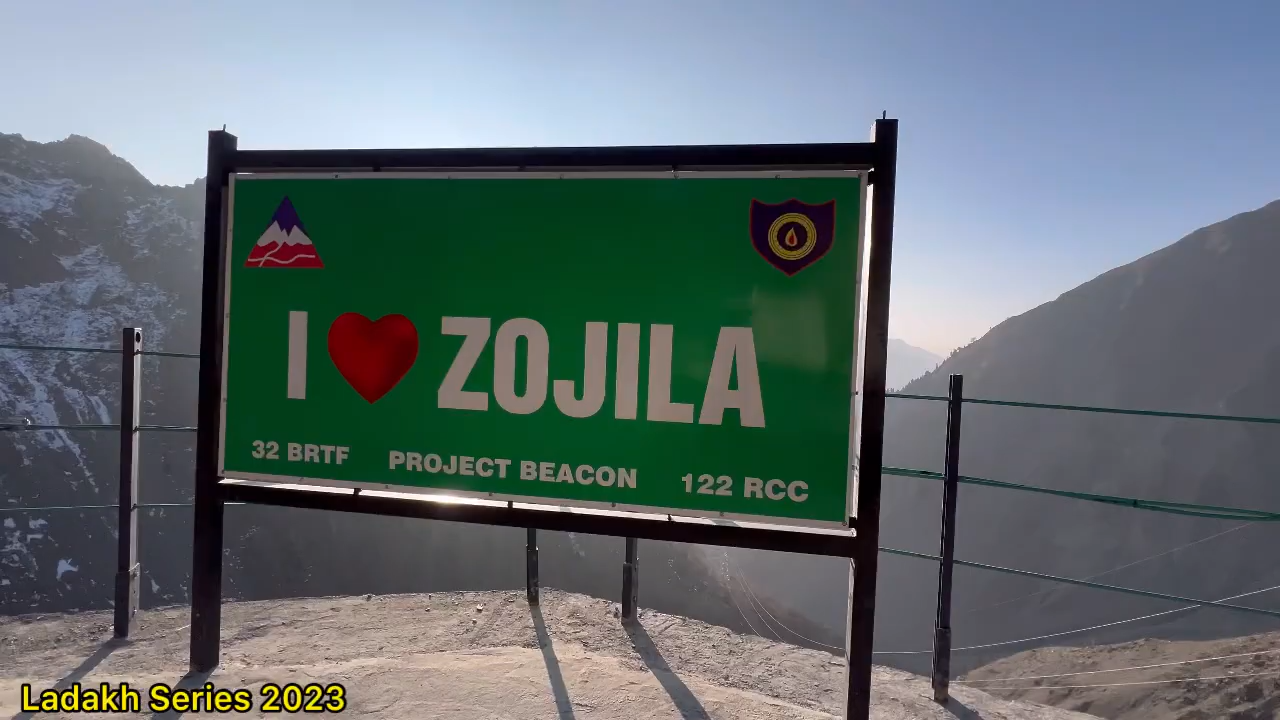 I ❤ ZOJILA
32 BRTF PROJECT BEACON 122 RCC
Ladakh Series 2023